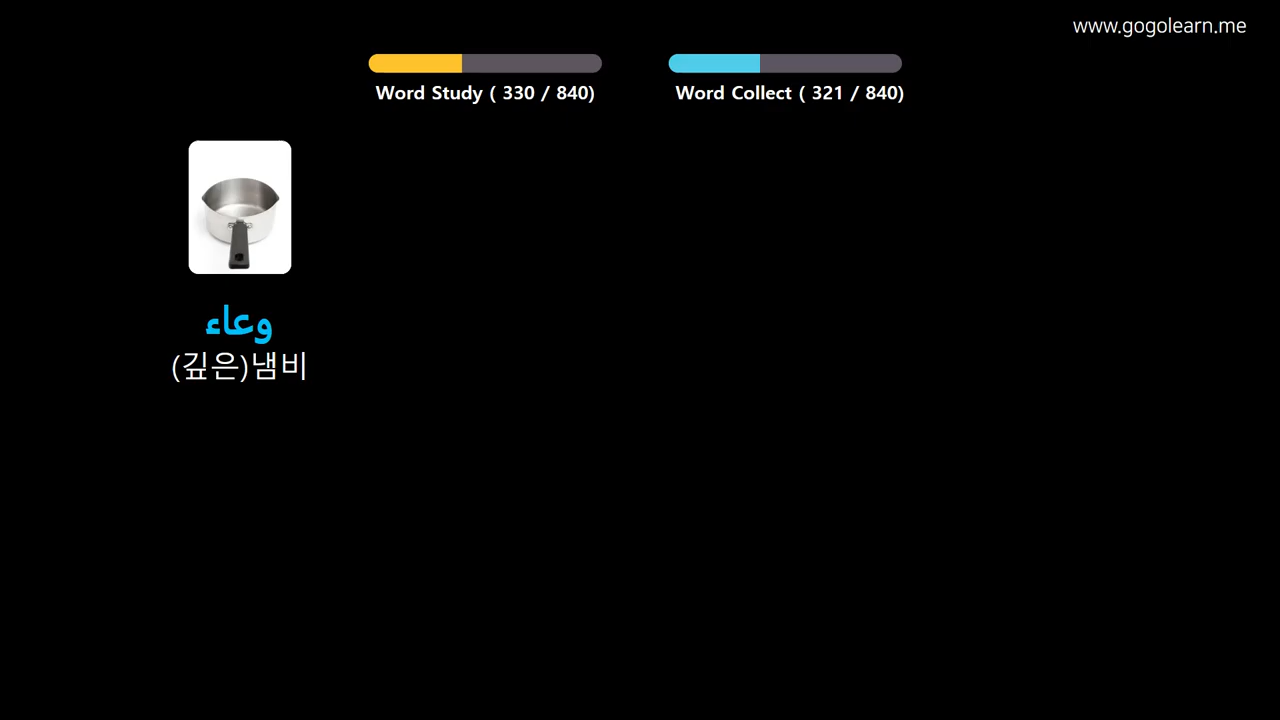 www.gogolearn.me
Word Study ( 330 / 840)
Word Collect ( 321 / 840)
وعاء
(깊은)냄비